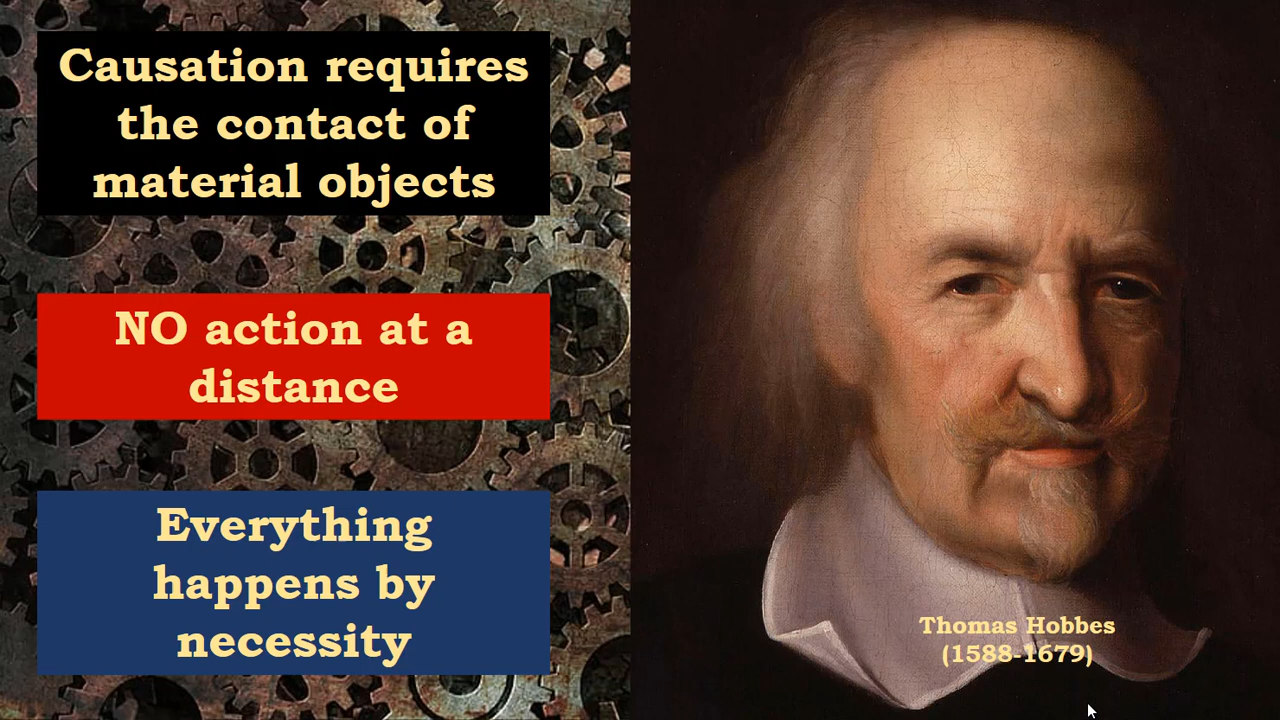 Causation requires
the contact of
material objects
NO action at a
distance
Everything
happens by
necessity
Thomas Hobbes
(1588-1679)